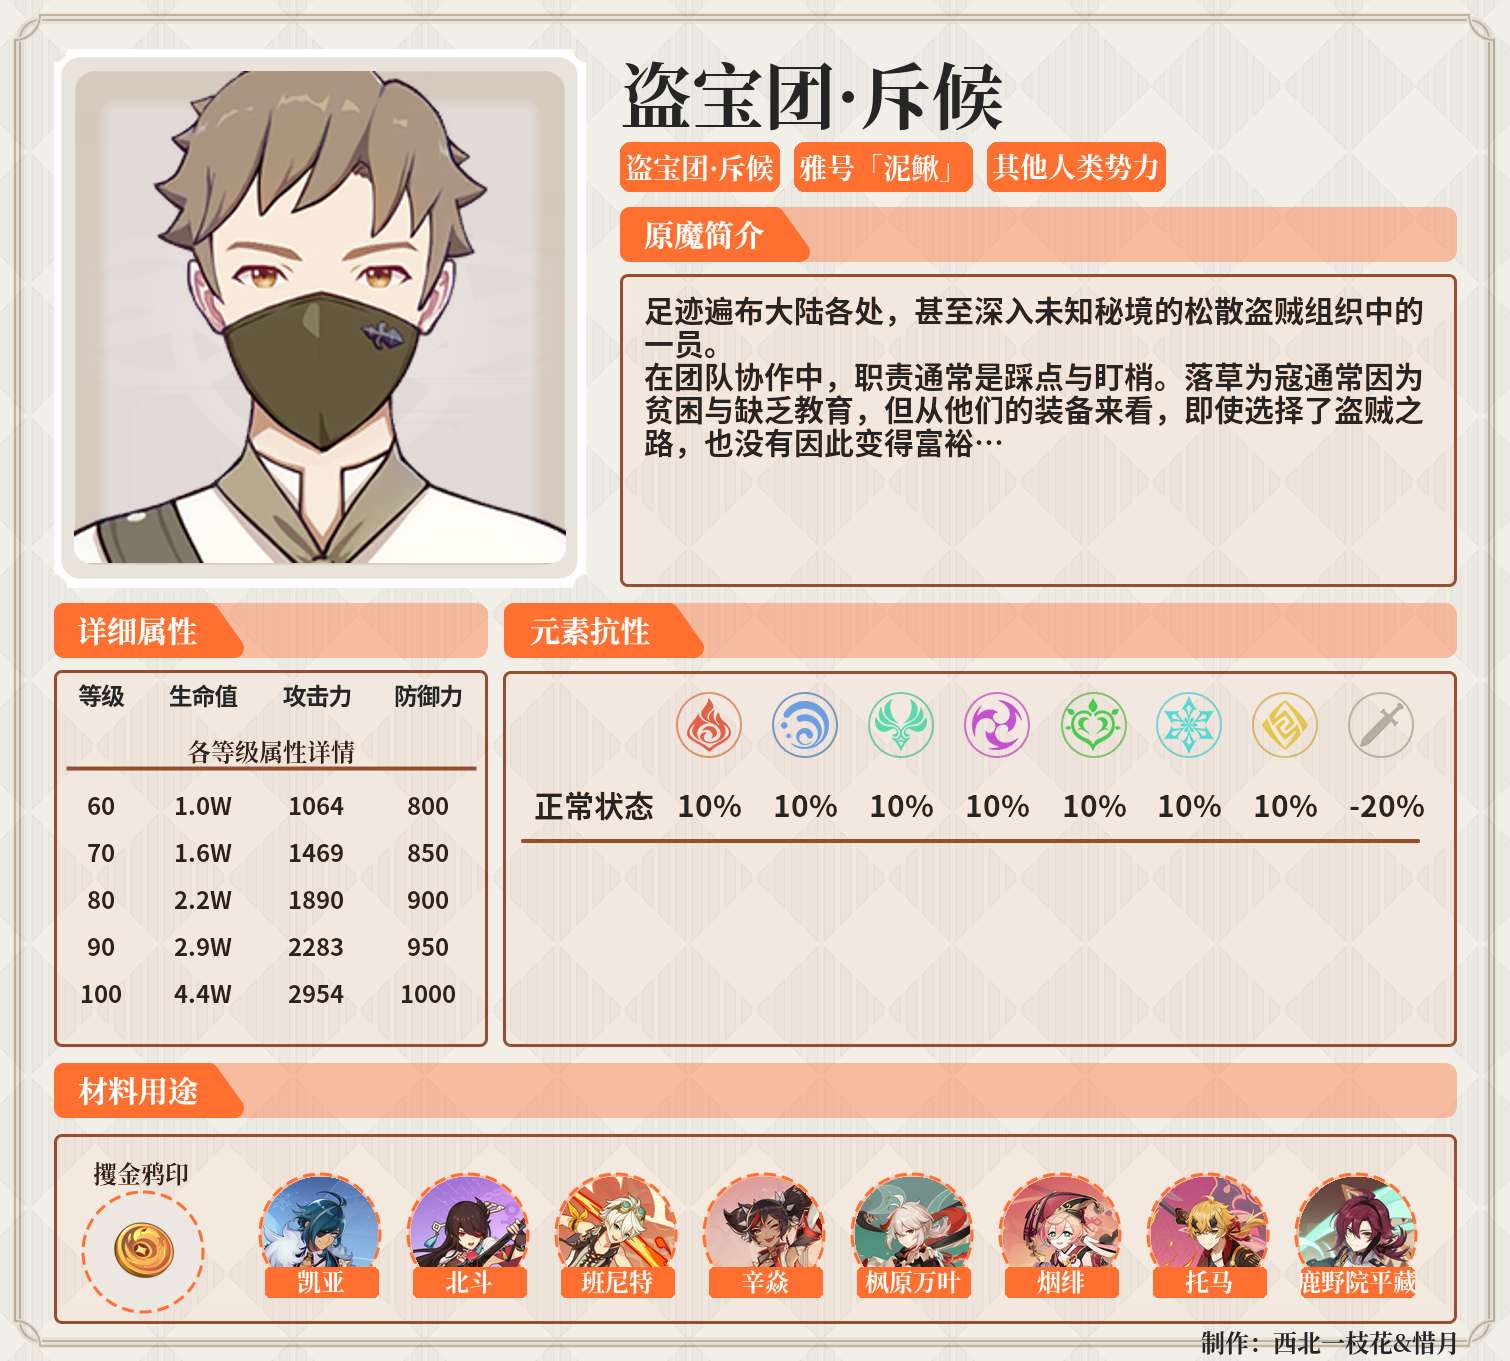 盗宝团·斥候
盗宝团·斥候 雅号「泥鳅」 其他人类势力
原魔简介
足迹遍布大陆各处，甚至深入未知秘境的松散盗贼组织中的
一员。
在团队协作中，职责通常是踩点与盯梢。落草为寇通常因为
贫困与缺乏教育，但从他们的装备来看，即使选择了盗贼之
路，也没有因此变得富裕…
详细属性
等级 生命值 攻击力 防御力
各等级属性详情
60 1.0W 1064 800
70 1.6W 1469 850
80 2.2W 1890 900
90 2.9W 2283 950
100 4.4W 2954 1000
元素抗性
正常状态 10% 10% 10% 10% 10% 10% 10% -20%
材料用途
攫金鸦印
凯亚 北斗 班尼特 辛焱 枫原万叶 烟绯 托马 鹿野院平藏
制作：西北一枝花&惜月